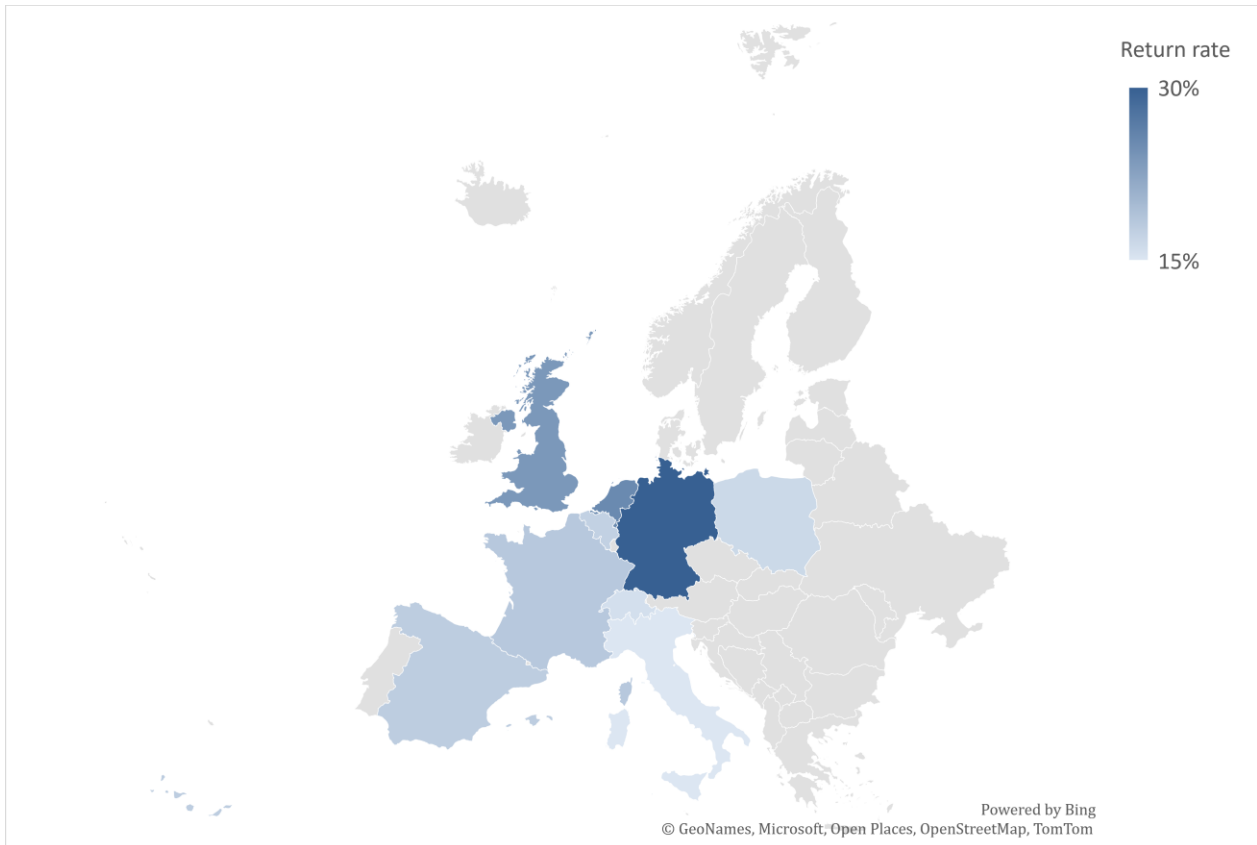 Return rate
30%
15%
Powered by Bing
© GeoNames, Microsoft, Open Places, OpenStreetMap, TomTom